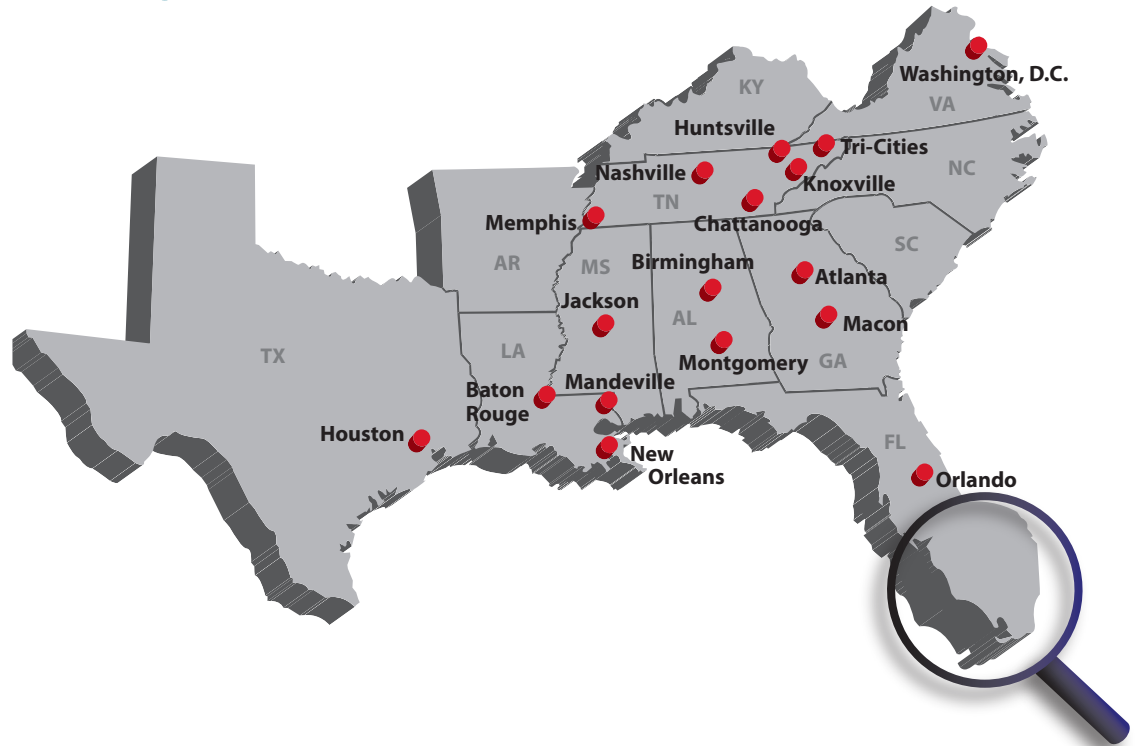 Washington, D.C.
KY
VA
Huntsville
Tri-Cities
Nashville
Knoxville
NC
TN
Memphis
Chattanooga
SC
AR
MS
Birmingham
Atlanta
Jackson
AL
Macon
TX
LA
Montgomery
GA
Baton
Rouge
Mandeville
Houston
FL
New
Orleans
Orlando